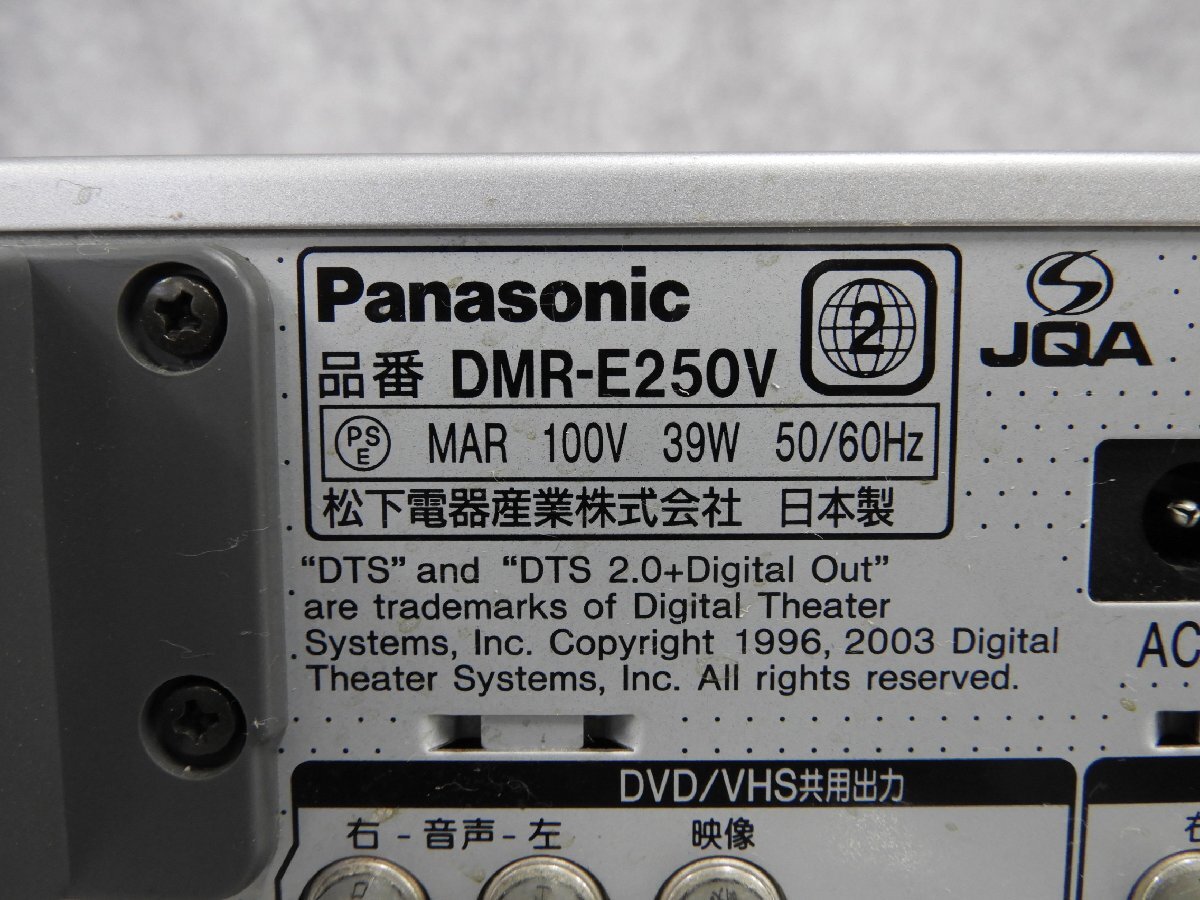 Panasonic
2
JQA
品番 DMR-E250V
PSE MAR 100V 39W 50/60Hz
松下電器産業株式会社 日本製
“DTS” and “DTS 2.0+Digital Out”
are trademarks of Digital Theater
Systems, Inc. Copyright 1996, 2003 Digital
Theater Systems, Inc. All rights reserved.
AC
DVD/VHS共用出力
右 - 音声 - 左 映像